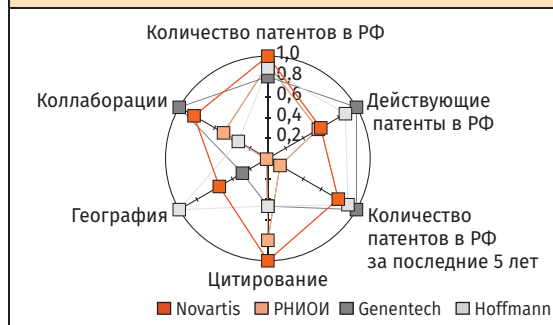 Количество патентов в РФ
1,0
0,8
0,6
0,4
0,2
Коллаборации
Действующие
патенты в РФ
География
Количество
патентов в РФ
за последние 5 лет
Цитирование
Novartis РНИОИ Genentech Hoffmann